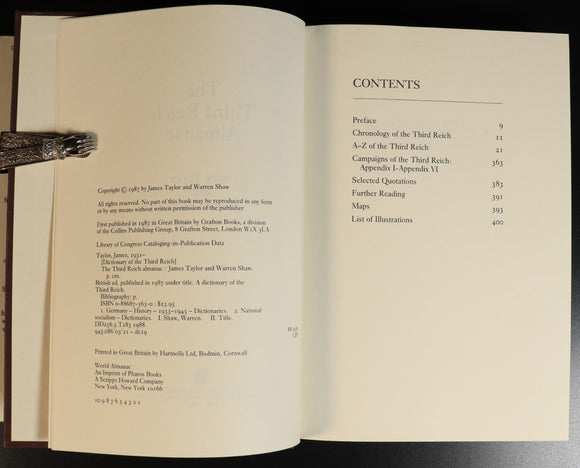 Copyright © 1987 by James Taylor and Warren Shaw
All rights reserved. No part of this book may be reproduced in any form
or by any means without written permission of the publisher
First published in 1987 in Great Britain by Grafton Books, a division
of the Collins Publishing Group, 8 Grafton Street, London W1X 3LA
Library of Congress Cataloging-in-Publication Data
Taylor, James, 1931–
[Dictionary of the Third Reich]
The Third Reich almanac / James Taylor and Warren Shaw.
p. cm.
British ed. published in 1987 under title: A dictionary of the
Third Reich.
Bibliography: p.
ISBN 0-88687-363-0 : $23.95
1. Germany – History – 1933–1945 – Dictionaries. 2. National
socialism – Dictionaries. I. Shaw, Warren. II. Title.
DD256.5.T283 1988
943.086'03'21 – dc19
CIP
Printed in Great Britain by Hartnolls Ltd, Bodmin, Cornwall
World Almanac
An Imprint of Pharos Books
A Scripps Howard Company
New York, New York 10166
10 9 8 7 6 5 4 3 2 1
CONTENTS
Preface 9
Chronology of the Third Reich 11
A–Z of the Third Reich 21
Campaigns of the Third Reich: 363
Appendix I-Appendix VI
Selected Quotations 383
Further Reading 391
Maps 393
List of Illustrations 400